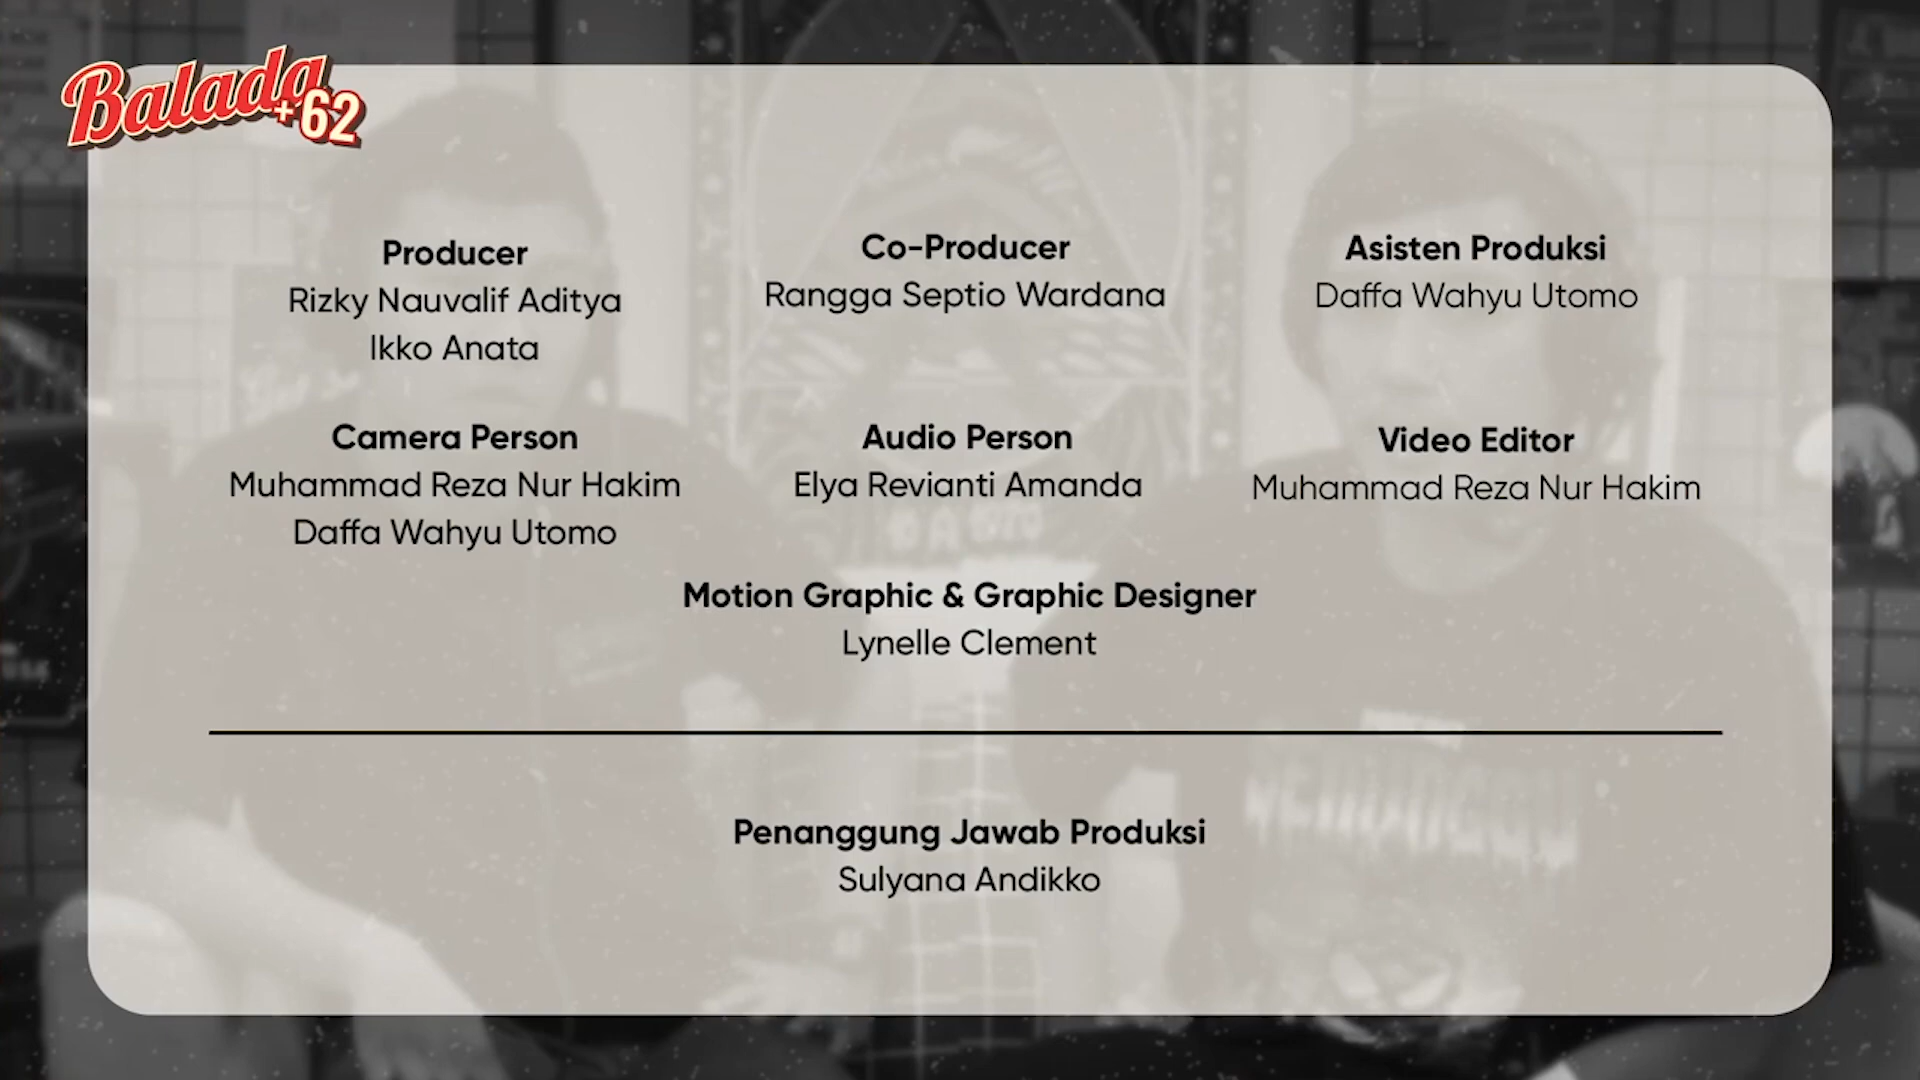 Balada
+62
Producer
Rizky Nauvalif Aditya
Ikko Anata
Co-Producer
Rangga Septio Wardana
Asisten Produksi
Daffa Wahyu Utomo
Camera Person
Muhammad Reza Nur Hakim
Daffa Wahyu Utomo
Audio Person
Elya Revianti Amanda
Video Editor
Muhammad Reza Nur Hakim
Motion Graphic & Graphic Designer
Lynelle Clement
Penanggung Jawab Produksi
Sulyana Andikko